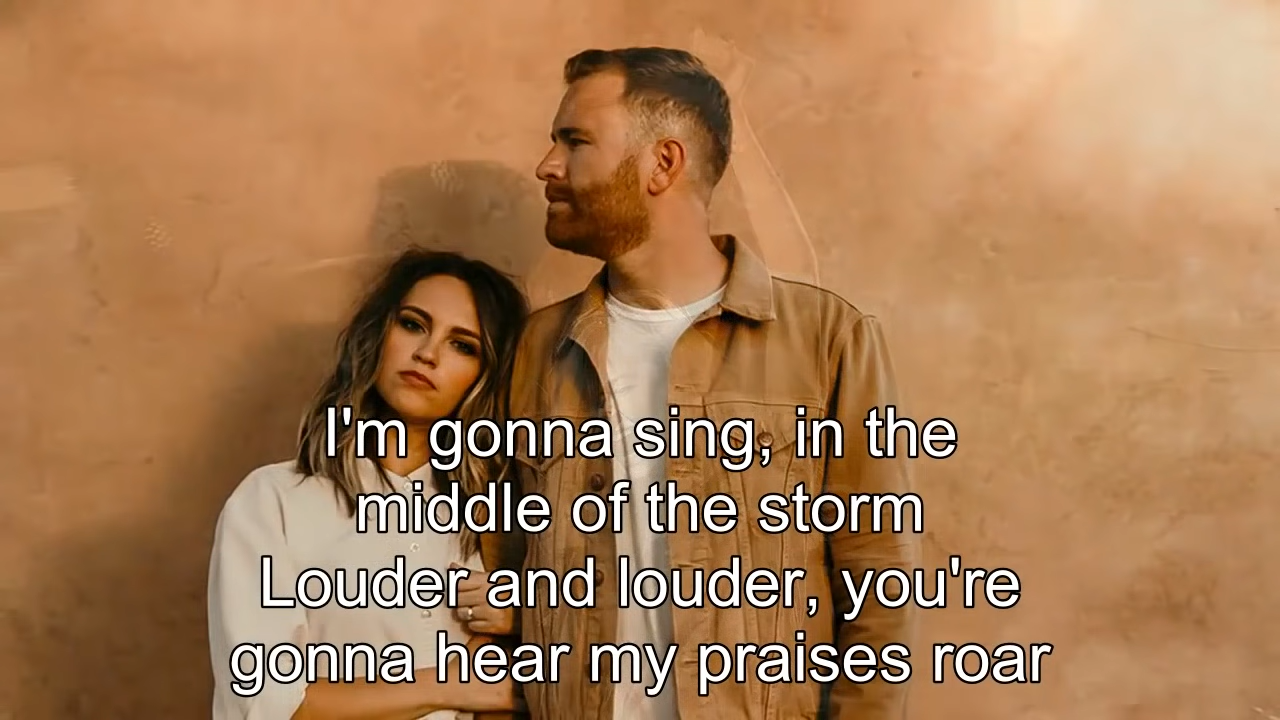 I'm gonna sing, in the
middle of the storm
Louder and louder, you're
gonna hear my praises roar